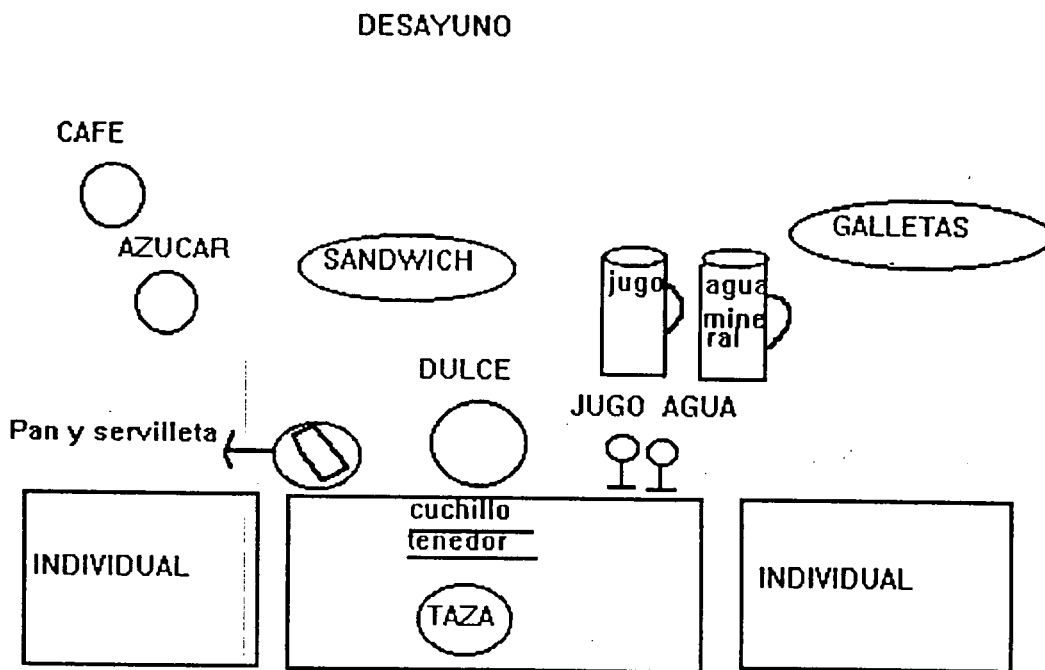 DESAYUNO
CAFE
AZUCAR
SANDWICH
GALLETAS
jugo
agua
mine
ral
DULCE
JUGO AGUA
Pan y servilleta
cuchillo
tenedor
INDIVIDUAL
TAZA
INDIVIDUAL